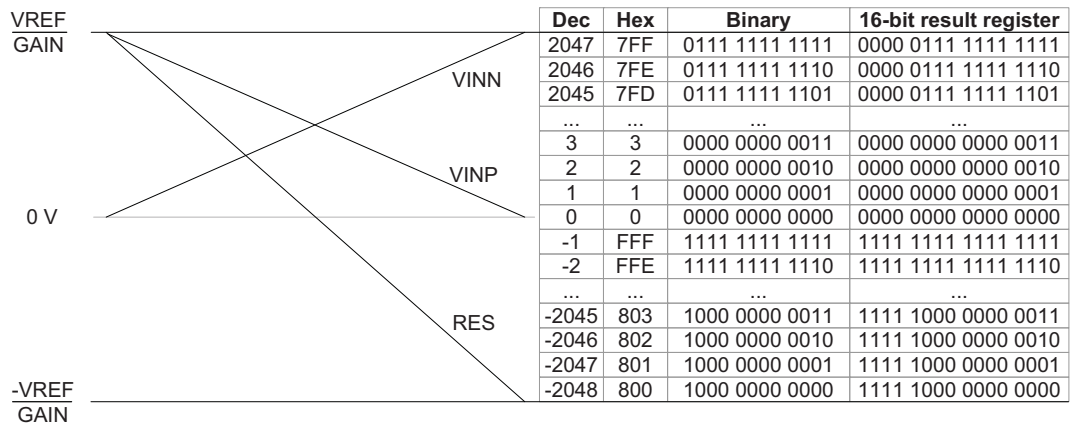 VREF
GAIN
VINN
VINP
0 V
RES
-VREF
GAIN
Dec Hex Binary 16-bit result register
2047 7FF 0111 1111 1111 0000 0111 1111 1111
2046 7FE 0111 1111 1110 0000 0111 1111 1110
2045 7FD 0111 1111 1101 0000 0111 1111 1101
... ... ... ...
3 3 0000 0000 0011 0000 0000 0000 0011
2 2 0000 0000 0010 0000 0000 0000 0010
1 1 0000 0000 0001 0000 0000 0000 0001
0 0 0000 0000 0000 0000 0000 0000 0000
-1 FFF 1111 1111 1111 1111 1111 1111 1111
-2 FFE 1111 1111 1110 1111 1111 1111 1110
... ... ... ...
-2045 803 1000 0000 0011 1111 1000 0000 0011
-2046 802 1000 0000 0010 1111 1000 0000 0010
-2047 801 1000 0000 0001 1111 1000 0000 0001
-2048 800 1000 0000 0000 1111 1000 0000 0000